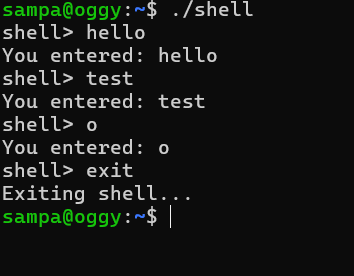 sampa@oggy:~$ ./shell
shell> hello
You entered: hello
shell> test
You entered: test
shell> o
You entered: o
shell> exit
Exiting shell...
sampa@oggy:~$